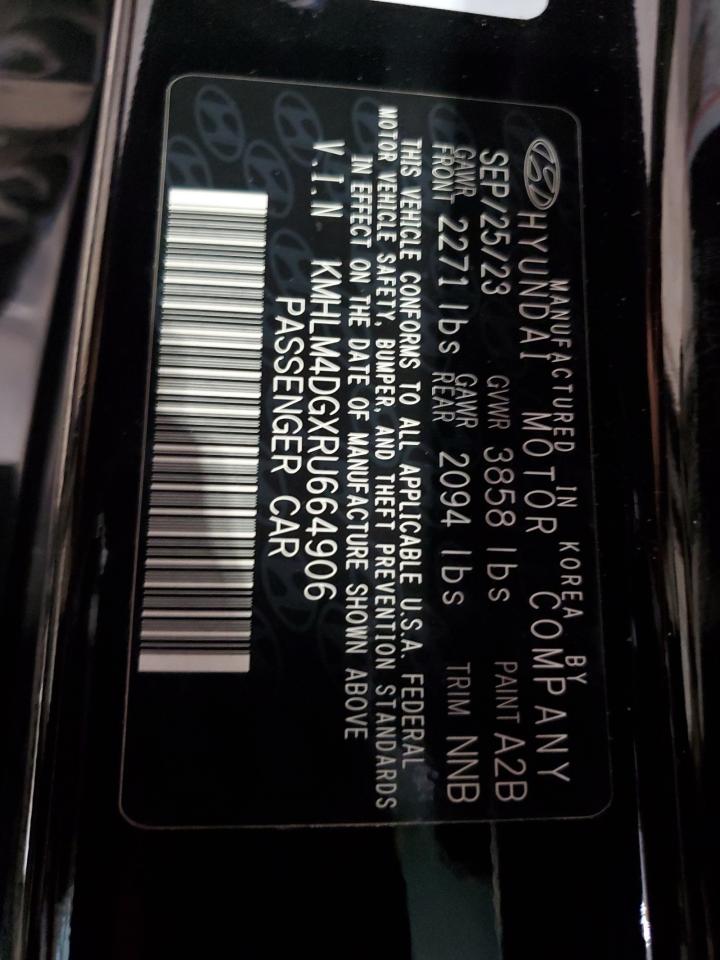 MANUFACTURED IN KOREA BY
HYUNDAI MOTOR COMPANY
SEP/25/23 GVWR 3858 lbs PAINT A2B
GAWR FRONT 2271 lbs GAWR REAR 2094 lbs TRIM NNB
THIS VEHICLE CONFORMS TO ALL APPLICABLE U.S.A. FEDERAL
MOTOR VEHICLE SAFETY, BUMPER, AND THEFT PREVENTION STANDARDS
IN EFFECT ON THE DATE OF MANUFACTURE SHOWN ABOVE
V.I.N KMHLM4DGXRU664906
PASSENGER CAR